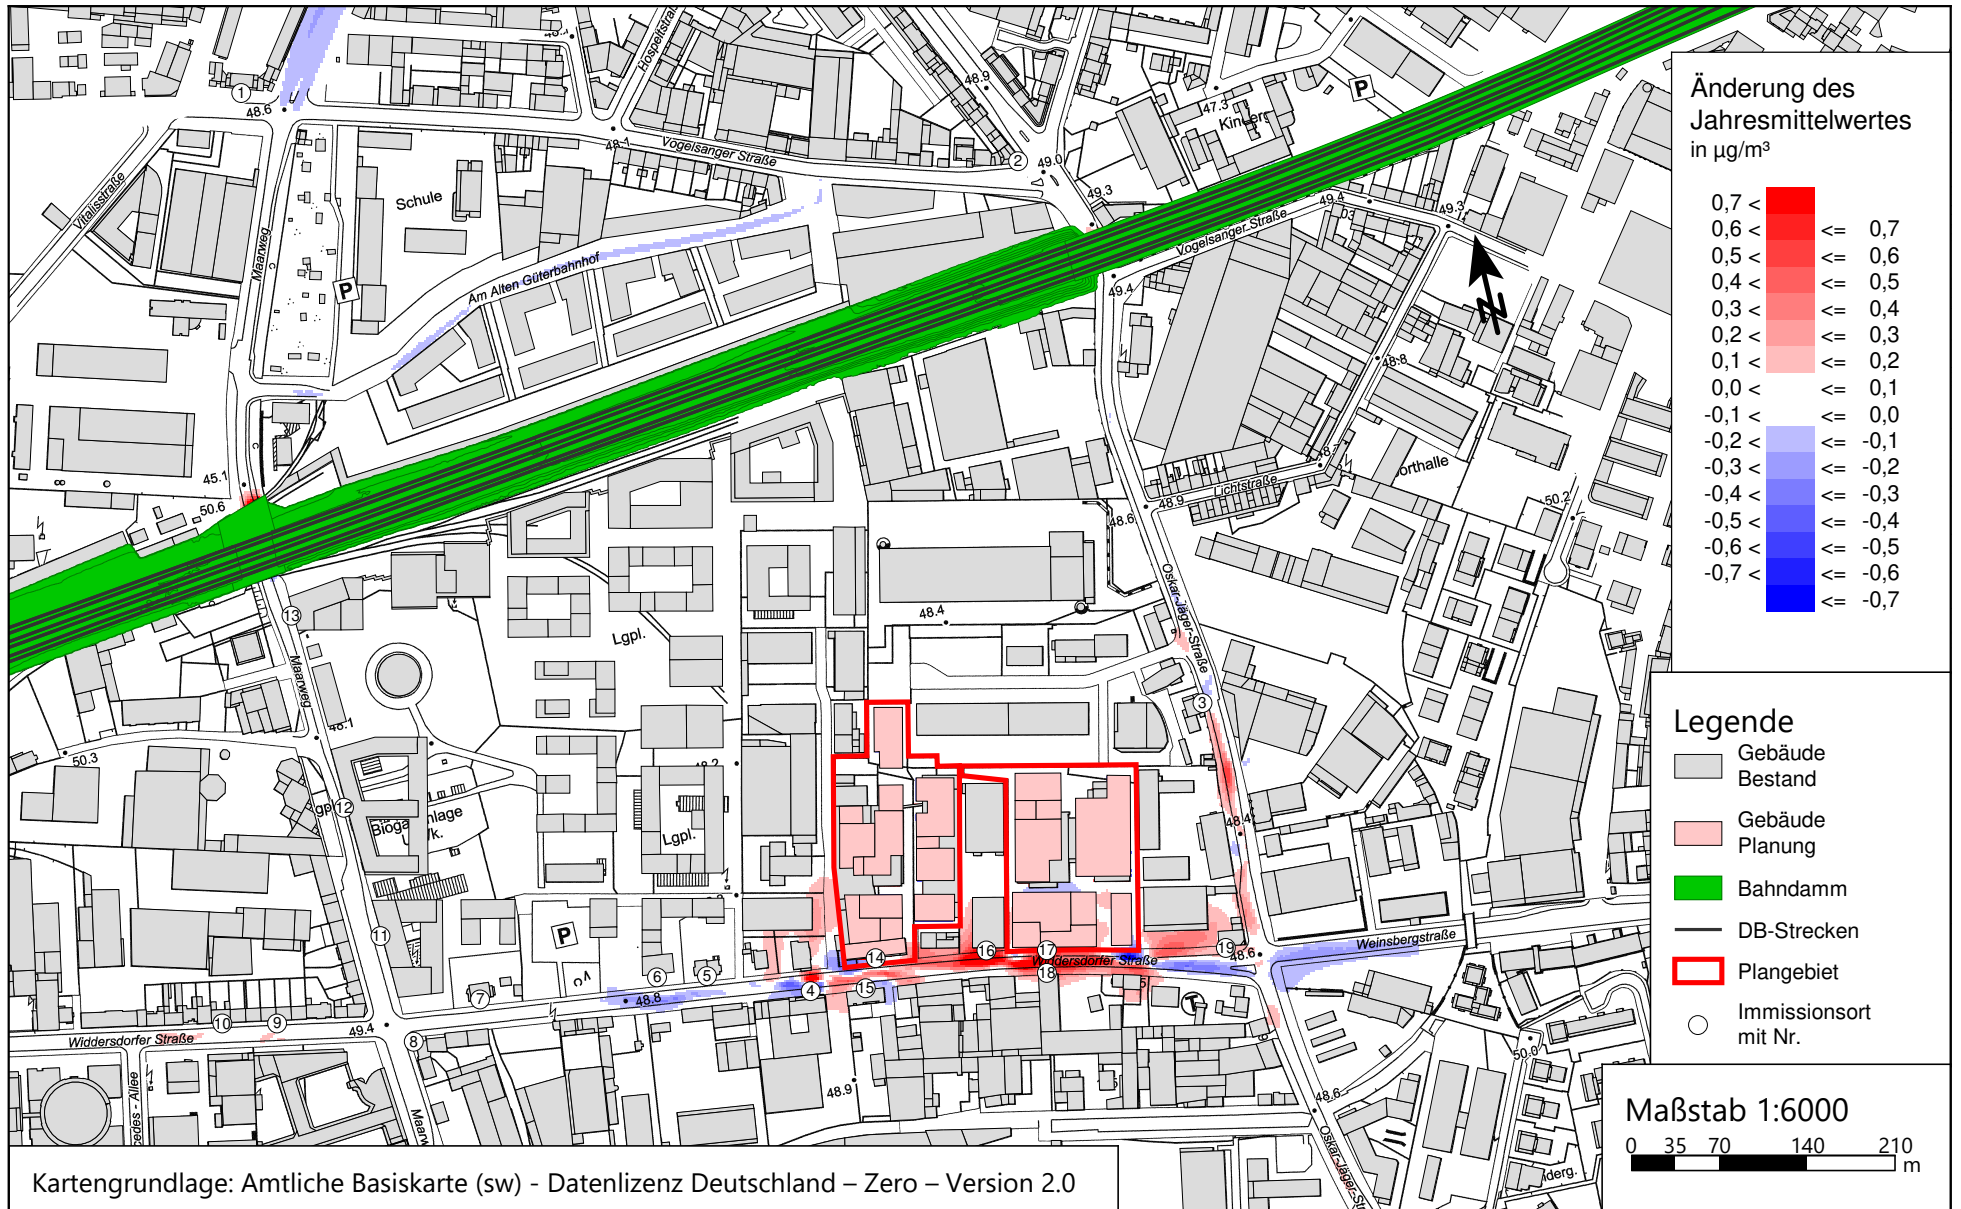 Änderung des
Jahresmittelwertes
in µg/m³
0,7 <
0,6 < <= 0,7
0,5 < <= 0,6
0,4 < <= 0,5
0,3 < <= 0,4
0,2 < <= 0,3
0,1 < <= 0,2
0,0 < <= 0,1
-0,1 < <= 0,0
-0,2 < <= -0,1
-0,3 < <= -0,2
-0,4 < <= -0,3
-0,5 < <= -0,4
-0,6 < <= -0,5
-0,7 < <= -0,6
<= -0,7
Legende
Gebäude
Bestand
Gebäude
Planung
Bahndamm
DB-Strecken
Plangebiet
Immissionsort
mit Nr.
Maßstab 1:6000
0 35 70 140 210
m
Kartengrundlage: Amtliche Basiskarte (sw) - Datenlizenz Deutschland – Zero – Version 2.0
N
1
48.6
48.9
47.3
P
2
49.0
49.3
48.1
Vogelsanger Straße
Vitalisstraße
Schule
Maarweg
P
Am Alten Güterbahnhof
49.4
49.3
Vogelsanger Straße
49.4
48.8
45.1
50.6
48.9
Lichtstraße
48.6
50.2
Oskar-Jäger-Straße
13
48.4
Lgpl.
Maarweg
3
48.1
50.3
48.2
12
Lgpl.
48.4
11
P
6
5
7
48.8
4
14
15
16
17
18
19
48.6
Widdersdorfer Straße
Weinsbergstraße
10
9
8
49.4
Widdersdorfer Straße
48.9
50.0
48.6